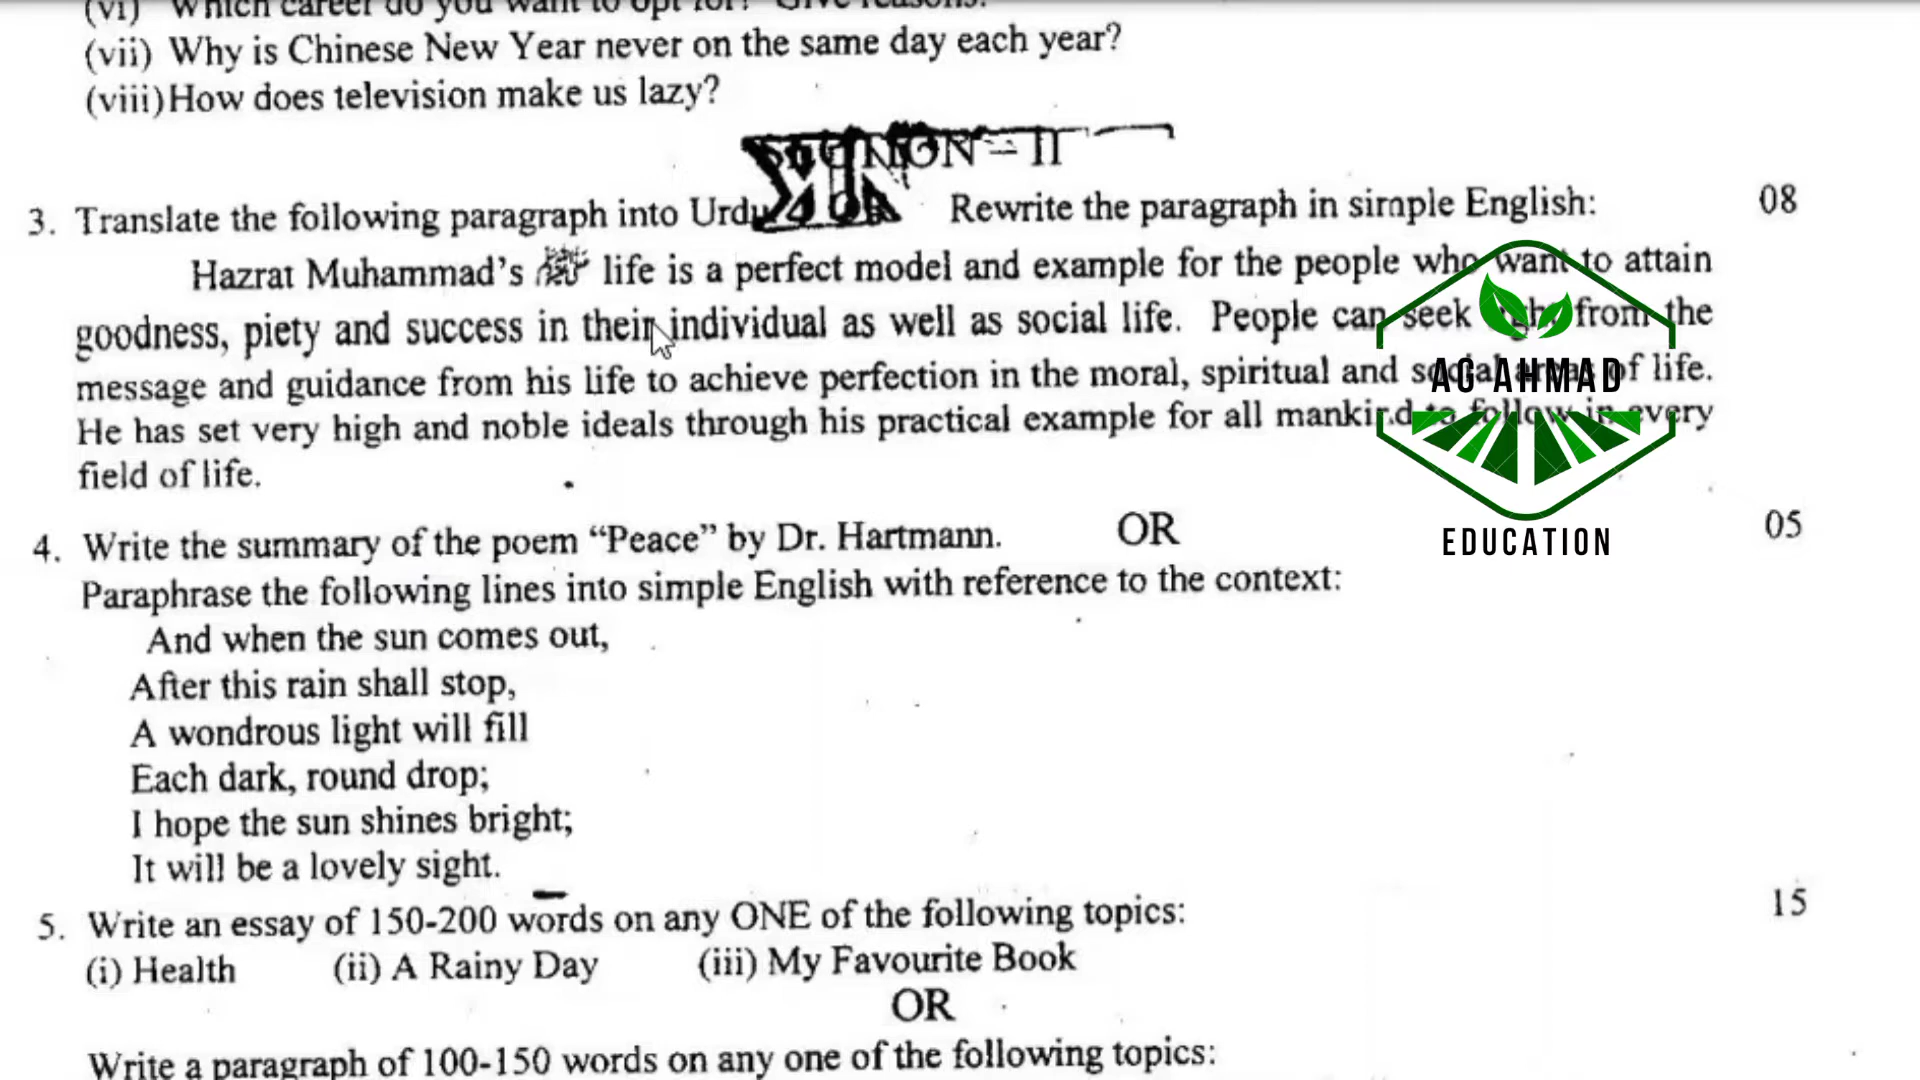 (vi) Which career do you want to opt for? Give reasons.
(vii) Why is Chinese New Year never on the same day each year?
(viii) How does television make us lazy?
– II
3. Translate the following paragraph into Urdu OR Rewrite the paragraph in simple English: 08
Hazrat Muhammad's ﷺ life is a perfect model and example for the people who want to attain
goodness, piety and success in their individual as well as social life. People can seek light from the
message and guidance from his life to achieve perfection in the moral, spiritual and social areas of life.
He has set very high and noble ideals through his practical example for all mankind to follow in every
field of life.
AG AHMAD
EDUCATION
4. Write the summary of the poem “Peace” by Dr. Hartmann. OR 05
Paraphrase the following lines into simple English with reference to the context:
And when the sun comes out,
After this rain shall stop,
A wondrous light will fill
Each dark, round drop;
I hope the sun shines bright;
It will be a lovely sight.
5. Write an essay of 150-200 words on any ONE of the following topics: 15
(i) Health (ii) A Rainy Day (iii) My Favourite Book
OR
Write a paragraph of 100-150 words on any one of the following topics: